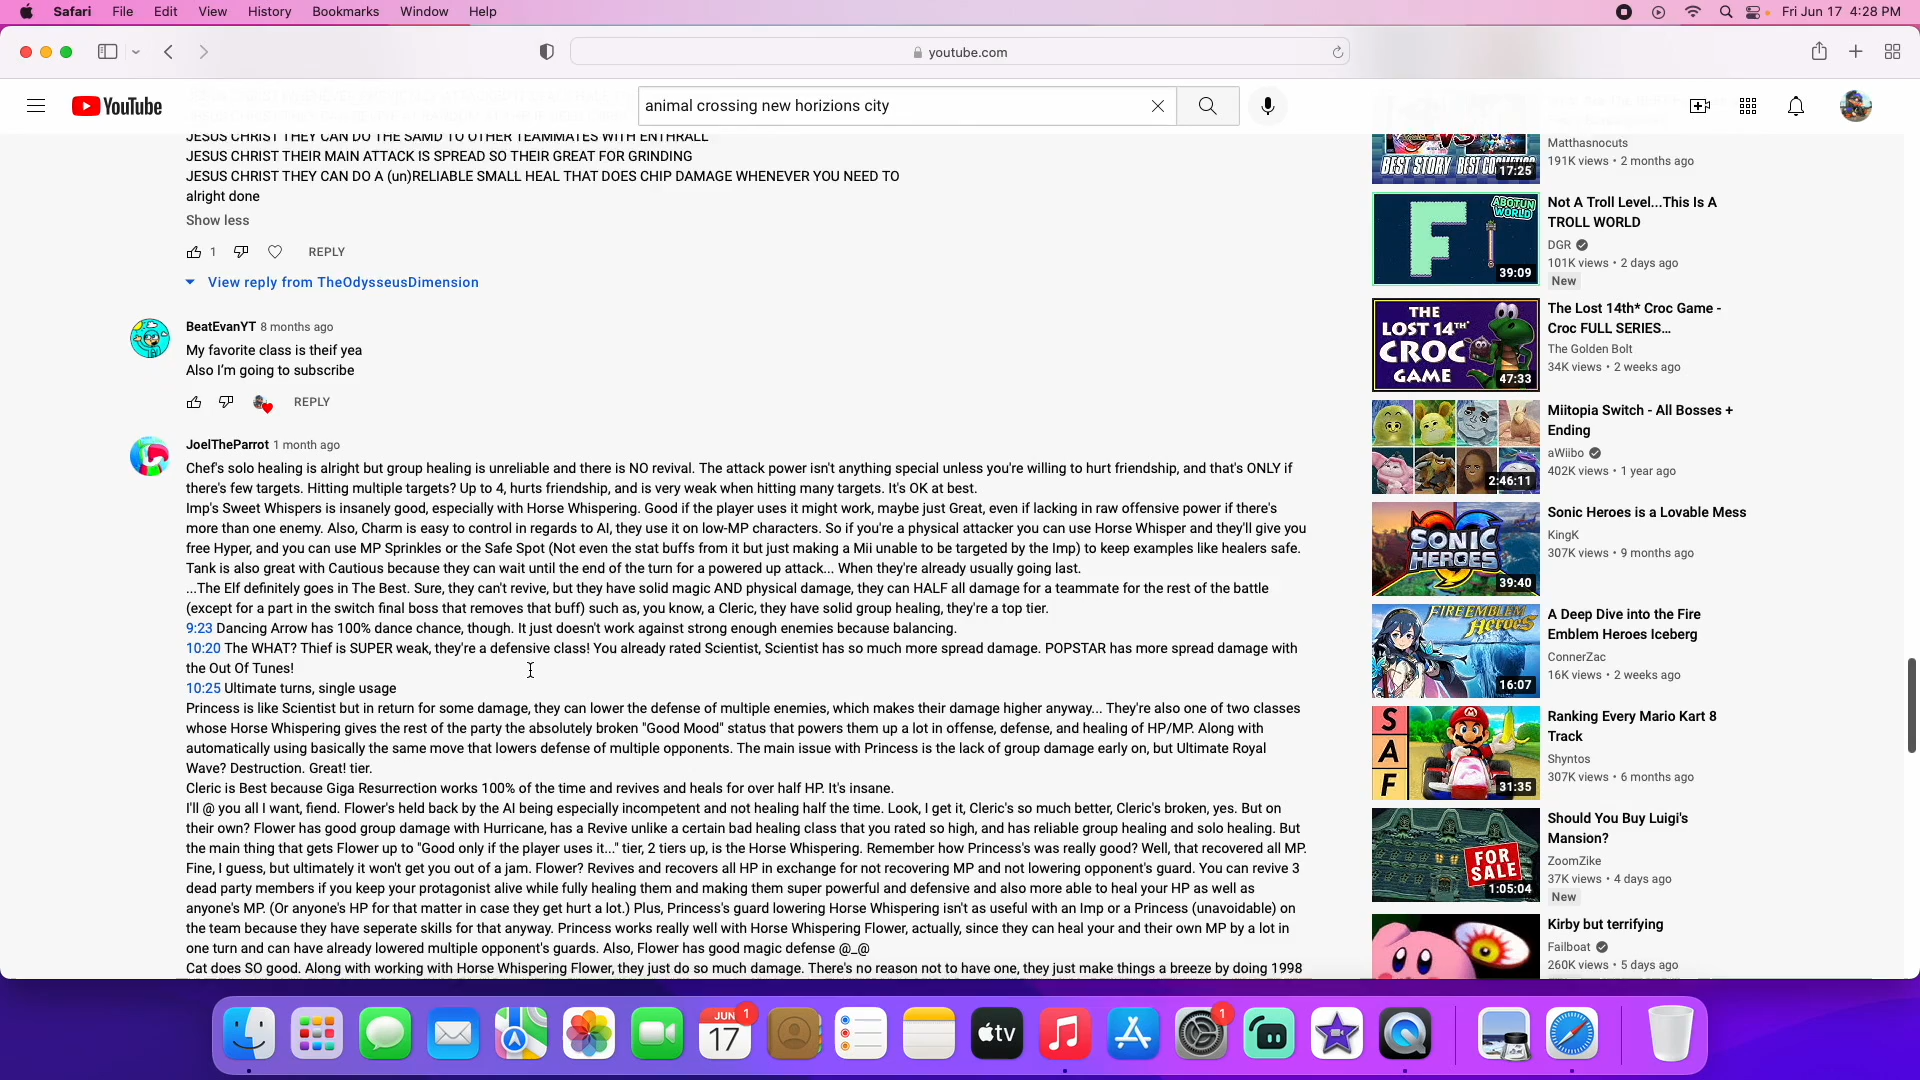 Safari File Edit View History Bookmarks Window Help
Fri Jun 17 4:28 PM
youtube.com
YouTube
animal crossing new horizions city
JESUS CHRIST THEY CAN DO THE SAMD TO OTHER TEAMMATES WITH ENTHRALL
JESUS CHRIST THEIR MAIN ATTACK IS SPREAD SO THEIR GREAT FOR GRINDING
JESUS CHRIST THEY CAN DO A (un)RELIABLE SMALL HEAL THAT DOES CHIP DAMAGE WHENEVER YOU NEED TO
alright done
Show less
1
REPLY
View reply from TheOdysseusDimension
BeatEvanYT 8 months ago
My favorite class is theif yea
Also I'm going to subscribe
REPLY
JoelTheParrot 1 month ago
Chef's solo healing is alright but group healing is unreliable and there is NO revival. The attack power isn't anything special unless you're willing to hurt friendship, and that's ONLY if
there's few targets. Hitting multiple targets? Up to 4, hurts friendship, and is very weak when hitting many targets. It's OK at best.
Imp's Sweet Whispers is insanely good, especially with Horse Whispering. Good if the player uses it might work, maybe just Great, even if lacking in raw offensive power if there's
more than one enemy. Also, Charm is easy to control in regards to AI, they use it on low-MP characters. So if you're a physical attacker you can use Horse Whisper and they'll give you
free Hyper, and you can use MP Sprinkles or the Safe Spot (Not even the stat buffs from it but just making a Mii unable to be targeted by the Imp) to keep examples like healers safe.
Tank is also great with Cautious because they can wait until the end of the turn for a powered up attack... When they're already usually going last.
...The Elf definitely goes in The Best. Sure, they can't revive, but they have solid magic AND physical damage, they can HALF all damage for a teammate for the rest of the battle
(except for a part in the switch final boss that removes that buff) such as, you know, a Cleric, they have solid group healing, they're a top tier.
9:23 Dancing Arrow has 100% dance chance, though. It just doesn't work against strong enough enemies because balancing.
10:20 The WHAT? Thief is SUPER weak, they're a defensive class! You already rated Scientist, Scientist has so much more spread damage. POPSTAR has more spread damage with
the Out Of Tunes!
10:25 Ultimate turns, single usage
Princess is like Scientist but in return for some damage, they can lower the defense of multiple enemies, which makes their damage higher anyway... They're also one of two classes
whose Horse Whispering gives the rest of the party the absolutely broken "Good Mood" status that powers them up a lot in offense, defense, and healing of HP/MP. Along with
automatically using basically the same move that lowers defense of multiple opponents. The main issue with Princess is the lack of group damage early on, but Ultimate Royal
Wave? Destruction. Great! tier.
Cleric is Best because Giga Resurrection works 100% of the time and revives and heals for over half HP. It's insane.
I'll @ you all I want, fiend. Flower's held back by the AI being especially incompetent and not healing half the time. Look, I get it, Cleric's so much better, Cleric's broken, yes. But on
their own? Flower has good group damage with Hurricane, has a Revive unlike a certain bad healing class that you rated so high, and has reliable group healing and solo healing. But
the main thing that gets Flower up to "Good only if the player uses it..." tier, 2 tiers up, is the Horse Whispering. Remember how Princess's was really good? Well, that recovered all MP.
Fine, I guess, but ultimately it won't get you out of a jam. Flower? Revives and recovers all HP in exchange for not recovering MP and not lowering opponent's guard. You can revive 3
dead party members if you keep your protagonist alive while fully healing them and making them super powerful and defensive and also more able to heal your HP as well as
anyone's MP. (Or anyone's HP for that matter in case they get hurt a lot.) Plus, Princess's guard lowering Horse Whispering isn't as useful with an Imp or a Princess (unavoidable) on
the team because they have seperate skills for that anyway. Princess works really well with Horse Whispering Flower, actually, since they can heal your and their own MP by a lot in
one turn and can have already lowered multiple opponent's guards. Also, Flower has good magic defense @_@
Cat does SO good. Along with working with Horse Whispering Flower, they just do so much damage. There's no reason not to have one, they just make things a breeze by doing 1998
BEST STORY BEST
17:25
Matthasnocuts
191K views • 2 months ago
F
ABOTUN
WORLD
39:09
Not A Troll Level...This Is A
TROLL WORLD
DGR
101K views • 2 days ago
New
THE
LOST 14TH
CROC
GAME
47:33
The Lost 14th* Croc Game -
Croc FULL SERIES...
The Golden Bolt
34K views • 2 weeks ago
2:46:11
Miitopia Switch - All Bosses +
Ending
aWiibo
402K views • 1 year ago
SONIC
HEROES
39:40
Sonic Heroes is a Lovable Mess
KingK
307K views • 9 months ago
FIRE EMBLEM
Heroes
16:07
A Deep Dive into the Fire
Emblem Heroes Iceberg
ConnerZac
16K views • 2 weeks ago
S
A
F
31:35
Ranking Every Mario Kart 8
Track
Shyntos
307K views • 6 months ago
FOR
SALE
1:05:04
Should You Buy Luigi's
Mansion?
ZoomZike
37K views • 4 days ago
New
Kirby but terrifying
Failboat
260K views • 5 days ago
JUN
17
1
tv
1